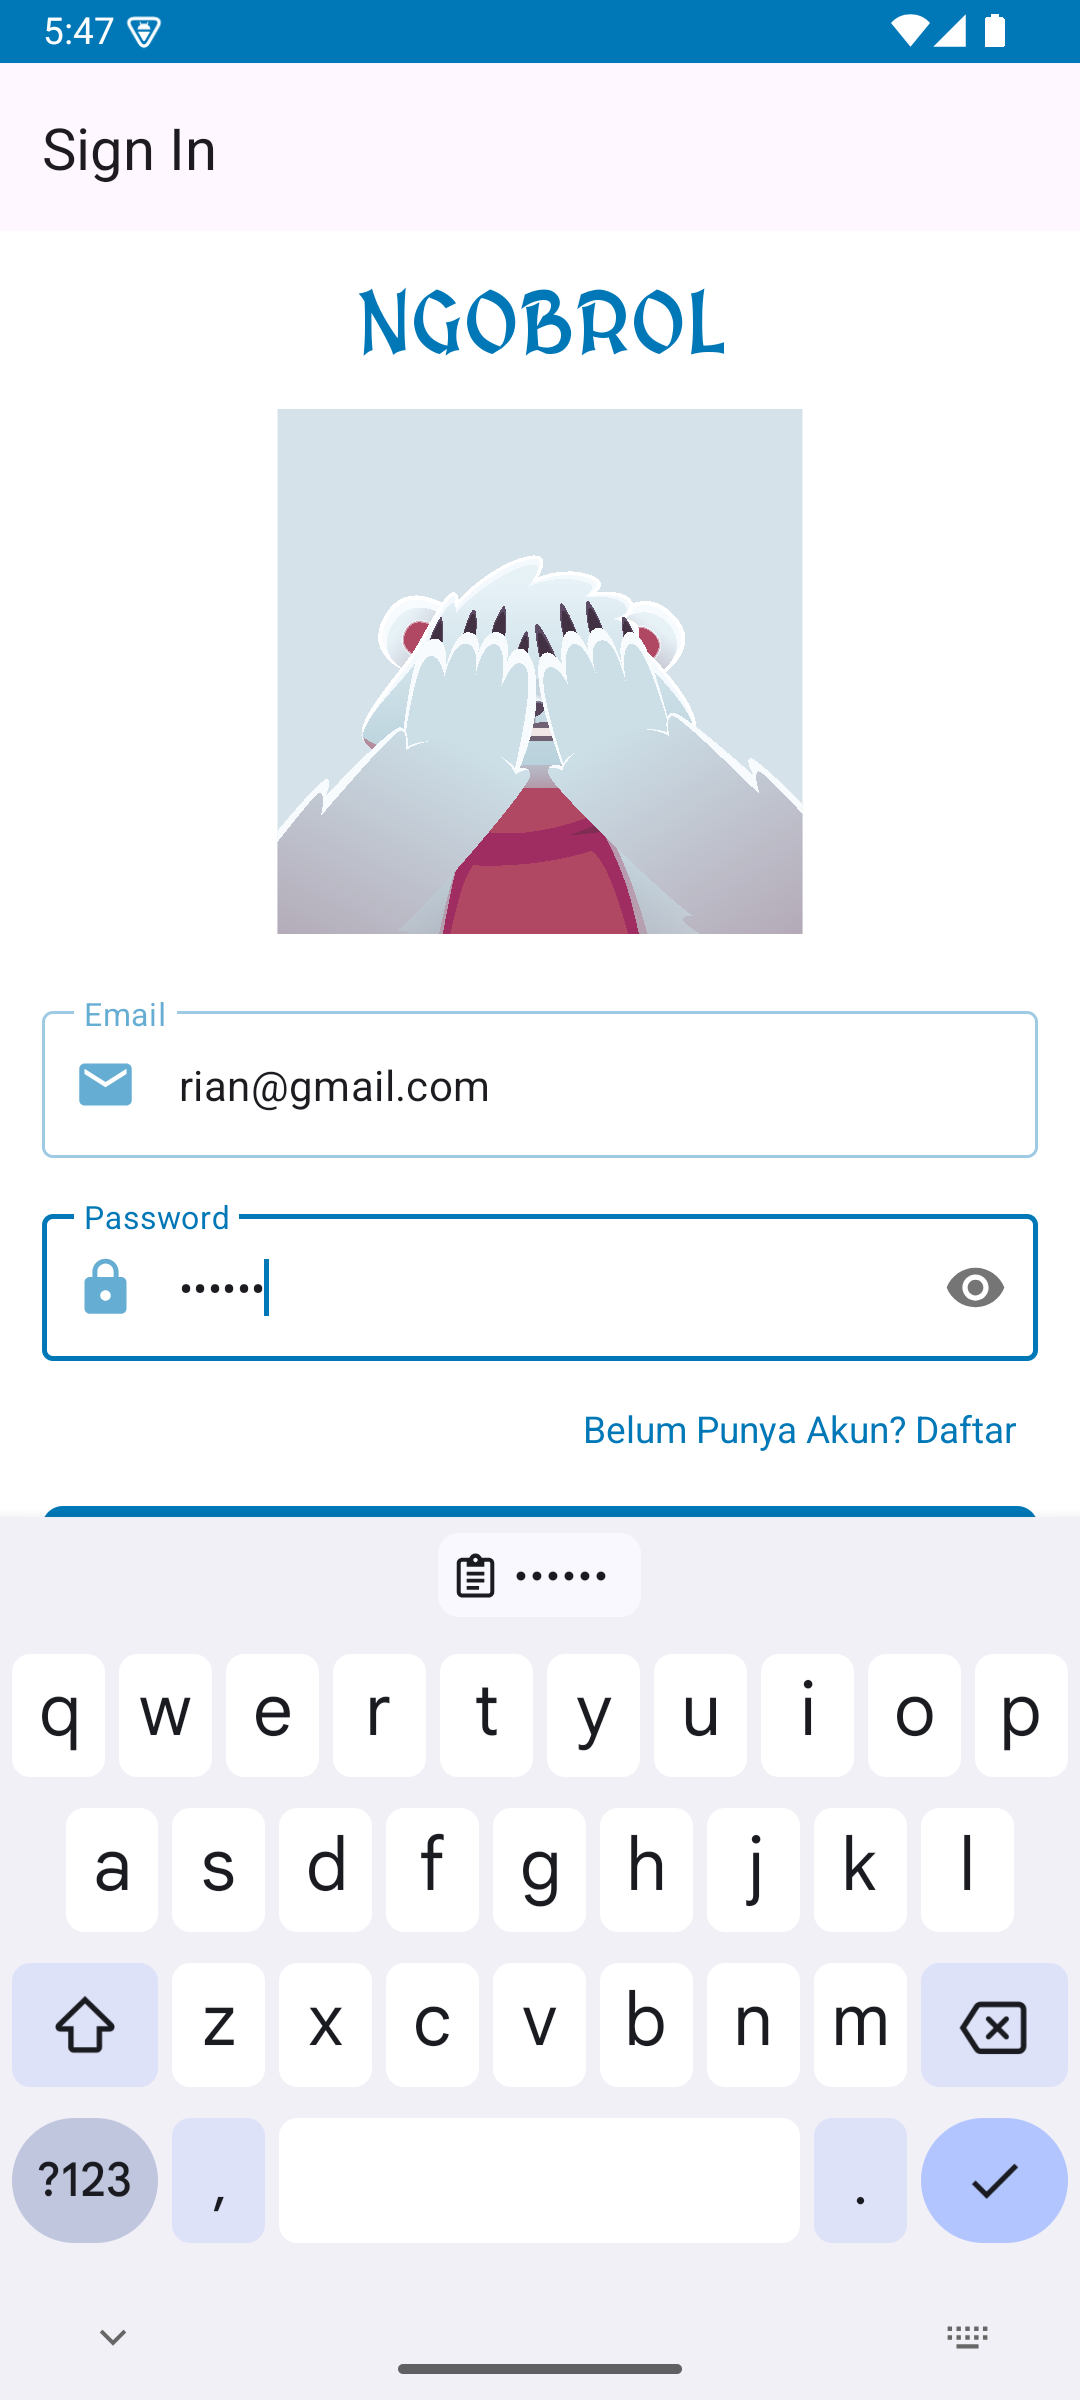 5:47
Sign In
NGOBROL
Email
rian@gmail.com
Password
••••••
Belum Punya Akun? Daftar
••••••
q w e r t y u i o p
a s d f g h j k l
z x c v b n m
?123 , .